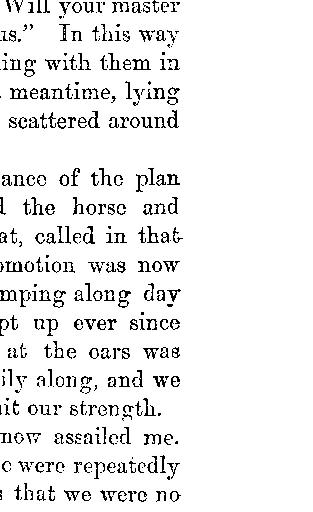 Will your master
us." In this way
ing with them in
meantime, lying
scattered around
ance of the plan
the horse and
at, called in that
omotion was now
mping along day
pt up ever since
at the oars was
ily along, and we
it our strength.
now assailed me.
e were repeatedly
s that we were no